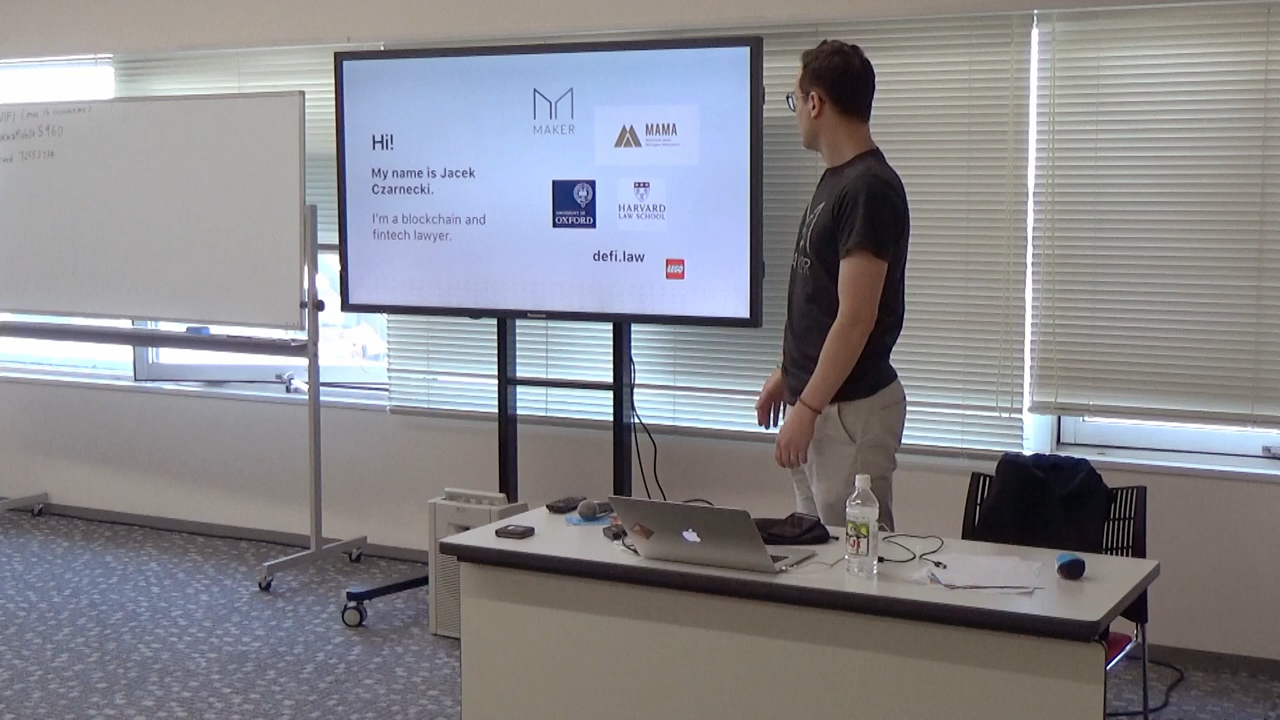 Hi!
My name is Jacek
Czarnecki.
I'm a blockchain and
fintech lawyer.
MAKER
MAMA
UNIVERSITY OF
OXFORD
HARVARD
LAW SCHOOL
defi.law
LEGO
Panasonic